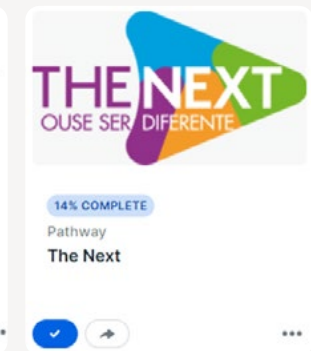 THE NEXT
OUSE SER DIFERENTE
14% COMPLETE
Pathway
The Next